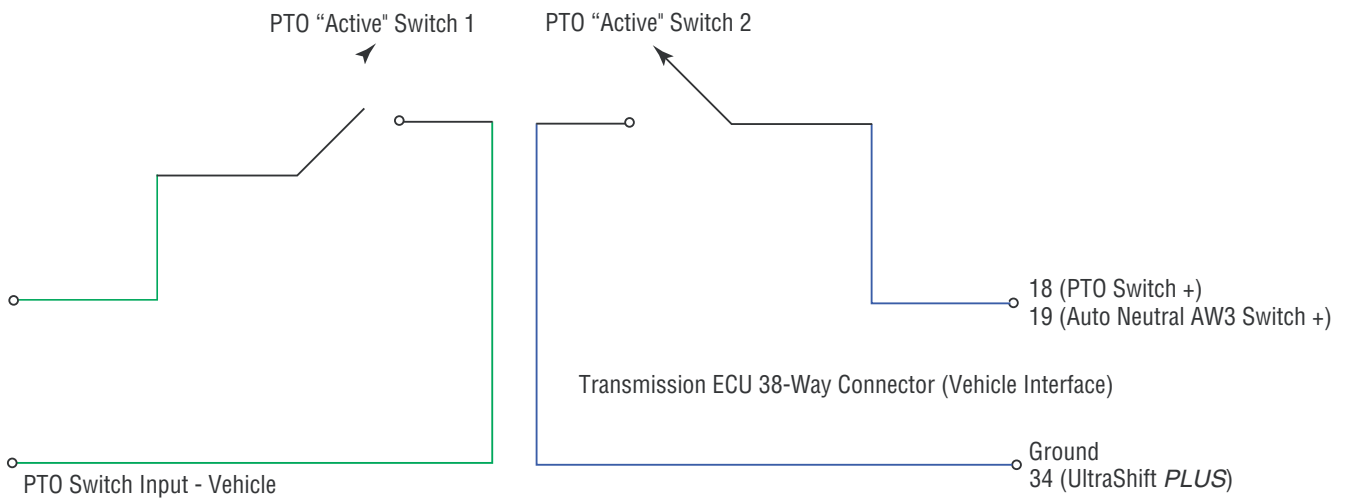 PTO “Active" Switch 1
PTO “Active" Switch 2
18 (PTO Switch +)
19 (Auto Neutral AW3 Switch +)
Transmission ECU 38-Way Connector (Vehicle Interface)
Ground
34 (UltraShift PLUS)
PTO Switch Input - Vehicle